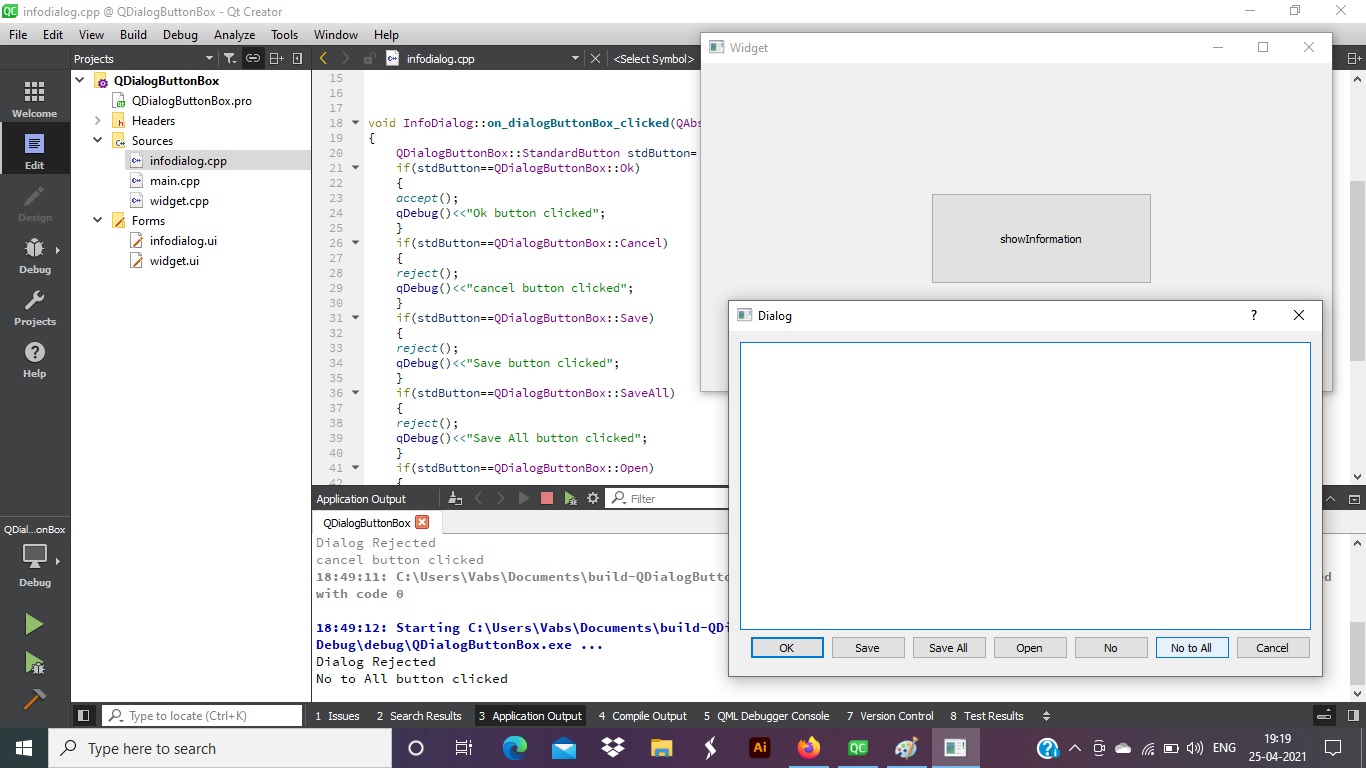 infodialog.cpp @ QDialogButtonBox - Qt Creator
File Edit View Build Debug Analyze Tools Window Help
Projects
infodialog.cpp
<Select Symbol>
Welcome
Edit
Design
Debug
Projects
Help
QDial...onBox
Debug
QDialogButtonBox
QDialogButtonBox.pro
Headers
Sources
infodialog.cpp
main.cpp
widget.cpp
Forms
infodialog.ui
widget.ui
15
16
17
18 void InfoDialog::on_dialogButtonBox_clicked(QAbs
19 {
20 QDialogButtonBox::StandardButton stdButton=
21 if(stdButton==QDialogButtonBox::Ok)
22 {
23 accept();
24 qDebug()<<"Ok button clicked";
25 }
26 if(stdButton==QDialogButtonBox::Cancel)
27 {
28 reject();
29 qDebug()<<"cancel button clicked";
30 }
31 if(stdButton==QDialogButtonBox::Save)
32 {
33 reject();
34 qDebug()<<"Save button clicked";
35 }
36 if(stdButton==QDialogButtonBox::SaveAll)
37 {
38 reject();
39 qDebug()<<"Save All button clicked";
40 }
41 if(stdButton==QDialogButtonBox::Open)
42 {
Widget
showInformation
Dialog
?
OK Save Save All Open No No to All Cancel
Application Output
Filter
QDialogButtonBox
Dialog Rejected
cancel button clicked
18:49:11: C:\Users\Vabs\Documents\build-QDialogButto
ed
with code 0
18:49:12: Starting C:\Users\Vabs\Documents\build-QDi
Debug\debug\QDialogButtonBox.exe ...
Dialog Rejected
No to All button clicked
Type to locate (Ctrl+K)
1 Issues 2 Search Results 3 Application Output 4 Compile Output 5 QML Debugger Console 7 Version Control 8 Test Results
Type here to search
Ai
QC
ENG
19:19
25-04-2021